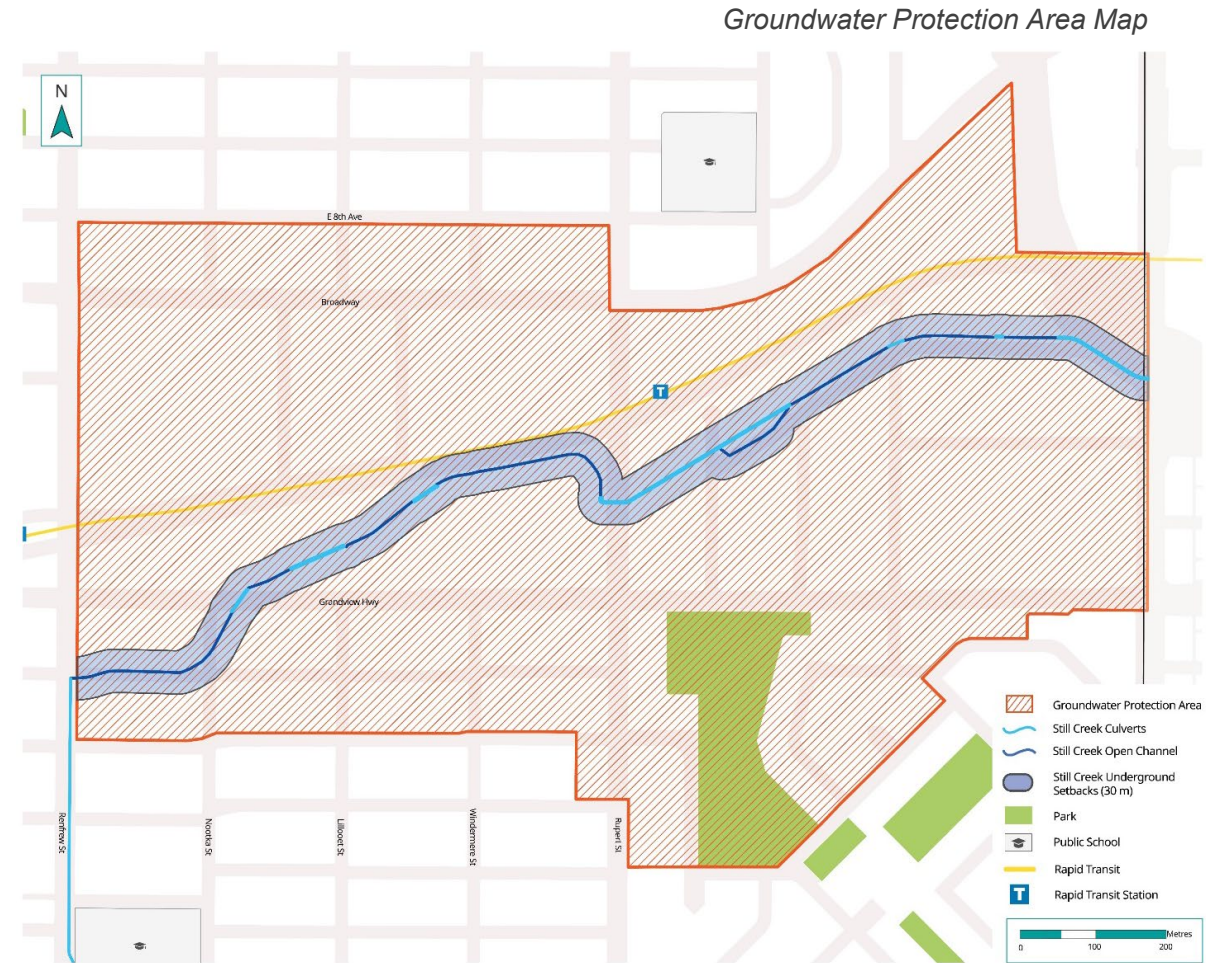 Groundwater Protection Area Map
N
E 8th Ave
Broadway
T
Grandview Hwy
Renfrew St
Nootka St
Lillooet St
Windermere St
Rupert St
Groundwater Protection Area
Still Creek Culverts
Still Creek Open Channel
Still Creek Underground
Setbacks (30 m)
Park
Public School
Rapid Transit
T
Rapid Transit Station
Metres
0 100 200